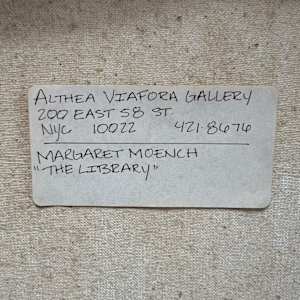 ALTHEA VIAFORA GALLERY
200 EAST 58 ST.
NYC 10022 421-8676
MARGARET MOENCH
"THE LIBRARY"